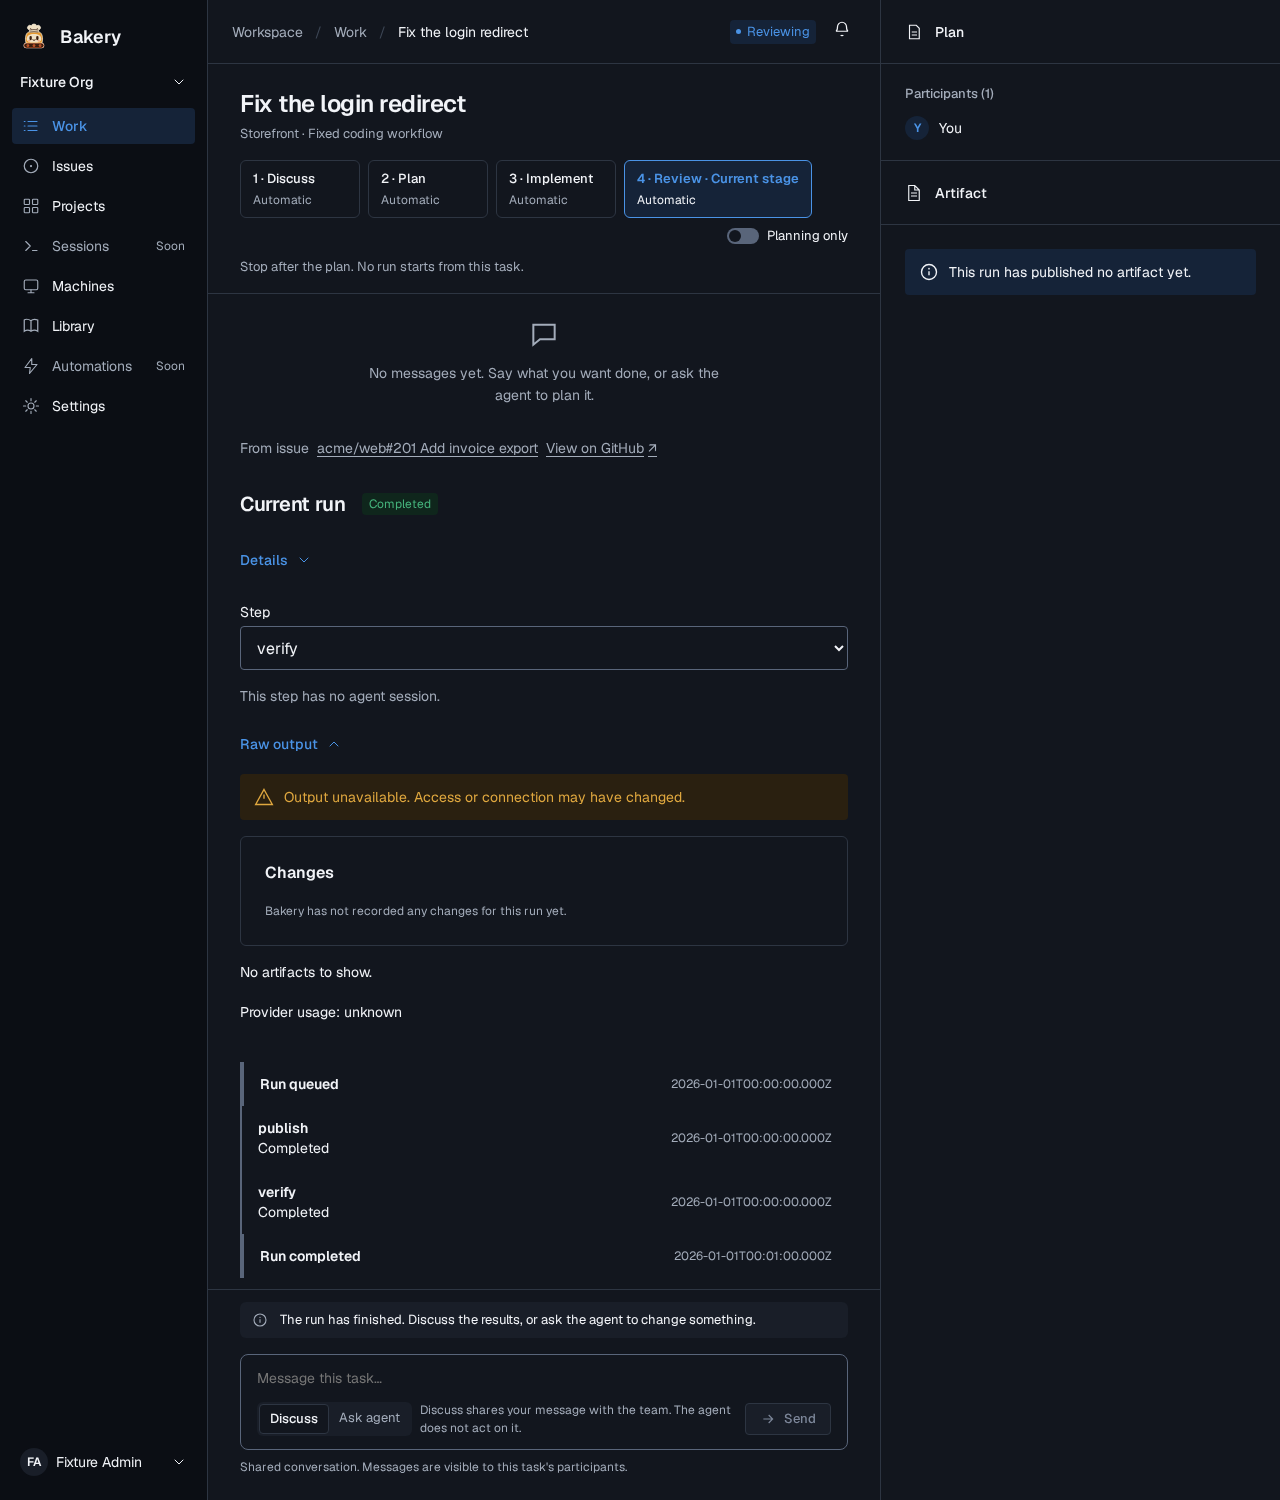 Bakery
Fixture Org
Work
Issues
Projects
Sessions Soon
Machines
Library
Automations Soon
Settings
FA Fixture Admin
Workspace / Work / Fix the login redirect
Reviewing
Fix the login redirect
Storefront · Fixed coding workflow
1 · Discuss
Automatic
2 · Plan
Automatic
3 · Implement
Automatic
4 · Review · Current stage
Automatic
Planning only
Stop after the plan. No run starts from this task.
No messages yet. Say what you want done, or ask the
agent to plan it.
From issue acme/web#201 Add invoice export View on GitHub ↗
Current run Completed
Details
Step
verify
This step has no agent session.
Raw output
Output unavailable. Access or connection may have changed.
Changes
Bakery has not recorded any changes for this run yet.
No artifacts to show.
Provider usage: unknown
Run queued 2026-01-01T00:00:00.000Z
publish
Completed 2026-01-01T00:00:00.000Z
verify
Completed 2026-01-01T00:00:00.000Z
Run completed 2026-01-01T00:01:00.000Z
The run has finished. Discuss the results, or ask the agent to change something.
Message this task...
Discuss Ask agent
Discuss shares your message with the team. The agent
does not act on it.
Send
Shared conversation. Messages are visible to this task's participants.
Plan
Participants (1)
Y You
Artifact
This run has published no artifact yet.